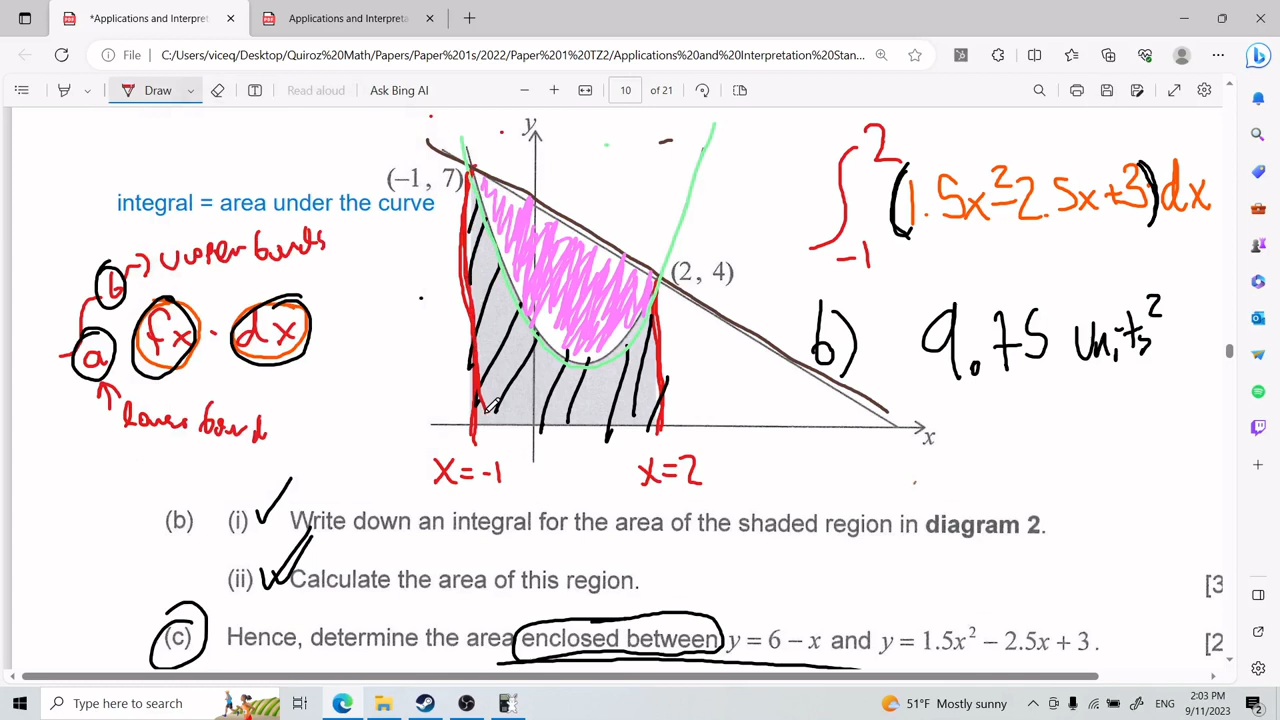 *Applications and Interpret
Applications and Interpreta
File
C:/Users/viceq/Desktop/Quiroz%20Math/Papers/Paper%201s/2022/Paper%201%20TZ2/Applications%20and%20Interpretation%20Stan...
Draw
Read aloud
Ask Bing AI
10 of 21
y
(−1, 7)
integral = area under the curve
b → upper bands
fx · dx
a
Lower band
2
(1.5x²−2.5x+3)dx
−1
(2, 4)
b) 9.75 units²
x
x=-1
x=2
(b) (i) Write down an integral for the area of the shaded region in diagram 2.
(ii) Calculate the area of this region.
[3
(c) Hence, determine the area enclosed between y = 6 − x and y = 1.5x² − 2.5x + 3.
[2
Type here to search
51°F Mostly sunny
ENG
2:03 PM
9/11/2023
2